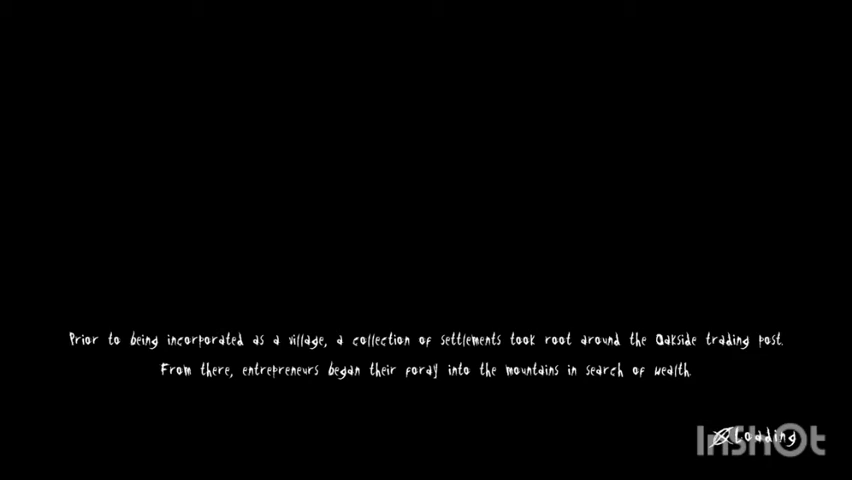 Prior to being incorporated as a village, a collection of settlements took root around the Oakside trading post.
From there, entrepreneurs began their foray into the mountains in search of wealth.
Loading
InShot